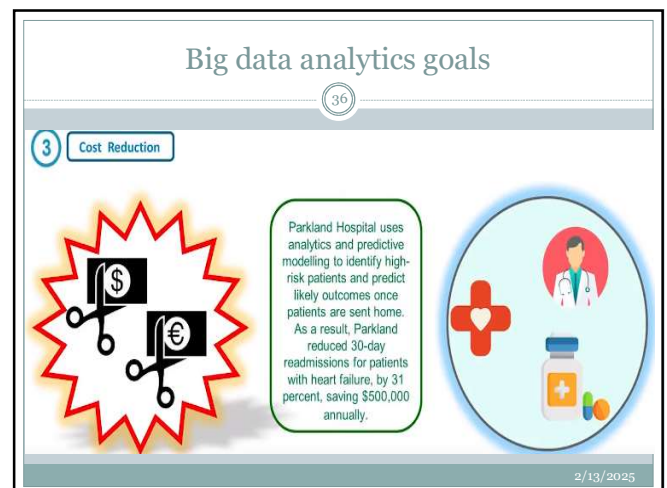 Big data analytics goals
36
3
Cost Reduction
$
€
Parkland Hospital uses
analytics and predictive
modelling to identify high-
risk patients and predict
likely outcomes once
patients are sent home.
As a result, Parkland
reduced 30-day
readmissions for patients
with heart failure, by 31
percent, saving $500,000
annually.
2/13/2025